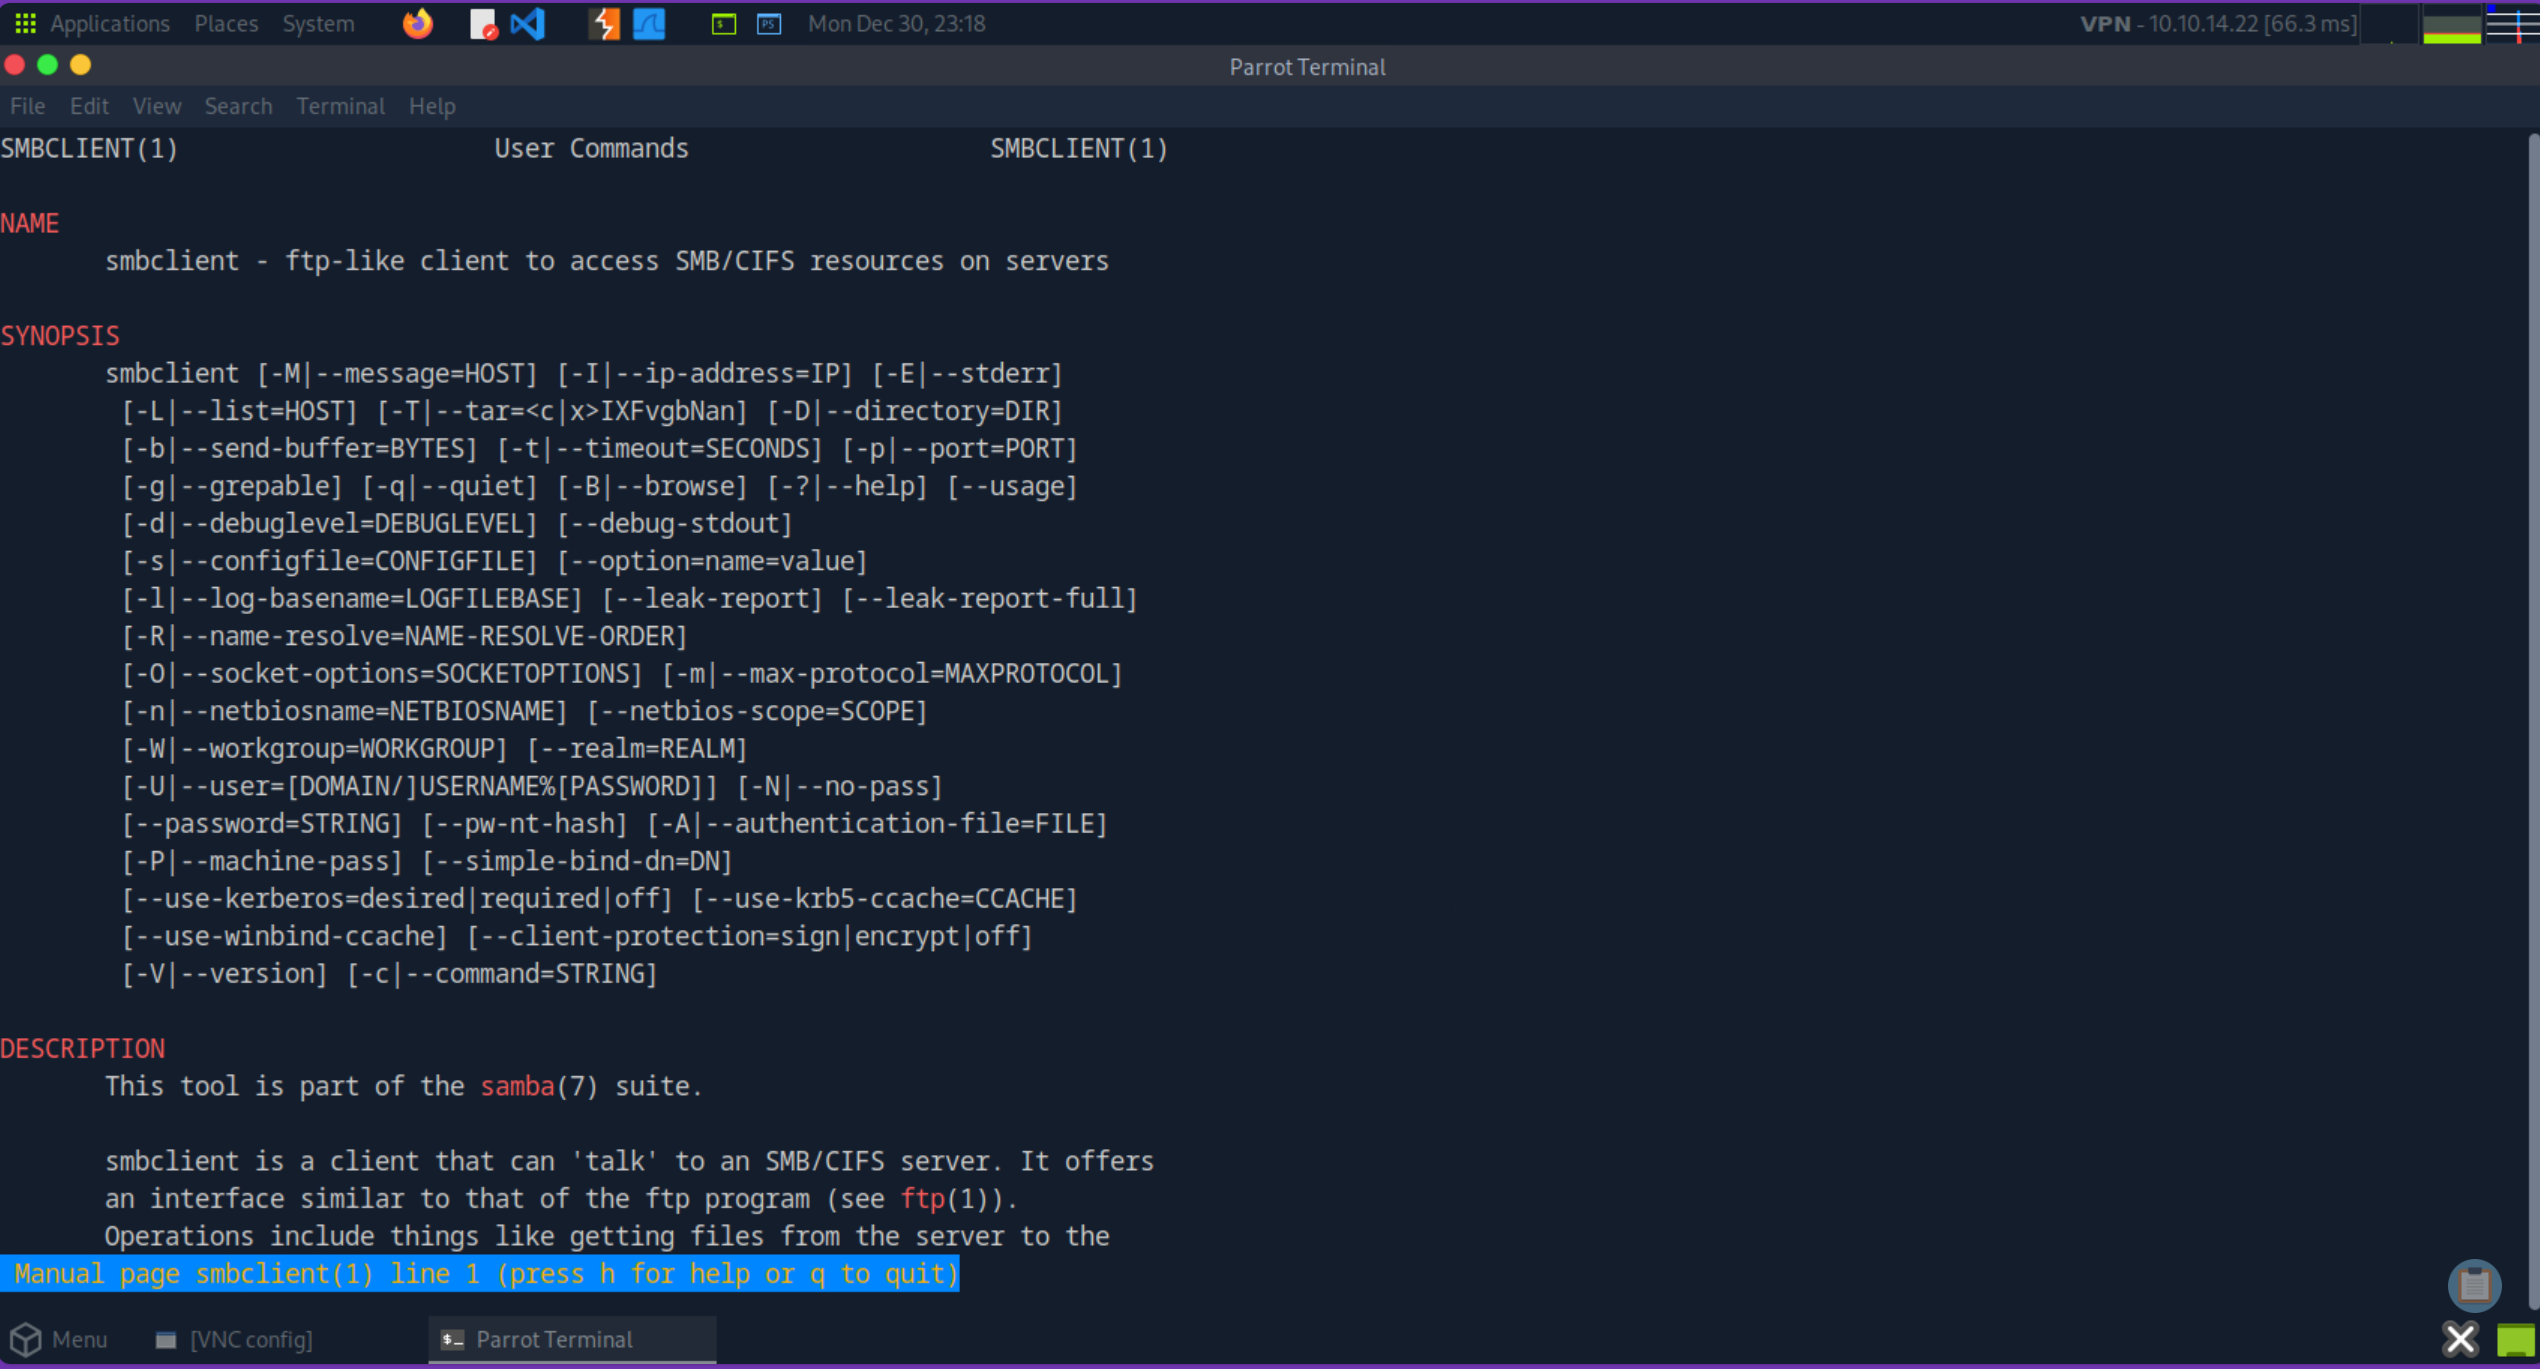 Applications Places System Mon Dec 30, 23:18 VPN - 10.10.14.22 [66.3 ms]
Parrot Terminal
File Edit View Search Terminal Help
SMBCLIENT(1) User Commands SMBCLIENT(1)
NAME
smbclient - ftp-like client to access SMB/CIFS resources on servers
SYNOPSIS
smbclient [-M|--message=HOST] [-I|--ip-address=IP] [-E|--stderr]
[-L|--list=HOST] [-T|--tar=<c|x>IXFvgbNan] [-D|--directory=DIR]
[-b|--send-buffer=BYTES] [-t|--timeout=SECONDS] [-p|--port=PORT]
[-g|--grepable] [-q|--quiet] [-B|--browse] [-?|--help] [--usage]
[-d|--debuglevel=DEBUGLEVEL] [--debug-stdout]
[-s|--configfile=CONFIGFILE] [--option=name=value]
[-l|--log-basename=LOGFILEBASE] [--leak-report] [--leak-report-full]
[-R|--name-resolve=NAME-RESOLVE-ORDER]
[-O|--socket-options=SOCKETOPTIONS] [-m|--max-protocol=MAXPROTOCOL]
[-n|--netbiosname=NETBIOSNAME] [--netbios-scope=SCOPE]
[-W|--workgroup=WORKGROUP] [--realm=REALM]
[-U|--user=[DOMAIN/]USERNAME%[PASSWORD]] [-N|--no-pass]
[--password=STRING] [--pw-nt-hash] [-A|--authentication-file=FILE]
[-P|--machine-pass] [--simple-bind-dn=DN]
[--use-kerberos=desired|required|off] [--use-krb5-ccache=CCACHE]
[--use-winbind-ccache] [--client-protection=sign|encrypt|off]
[-V|--version] [-c|--command=STRING]
DESCRIPTION
This tool is part of the samba(7) suite.
smbclient is a client that can 'talk' to an SMB/CIFS server. It offers
an interface similar to that of the ftp program (see ftp(1)).
Operations include things like getting files from the server to the
Manual page smbclient(1) line 1 (press h for help or q to quit)
Menu [VNC config] $_ Parrot Terminal